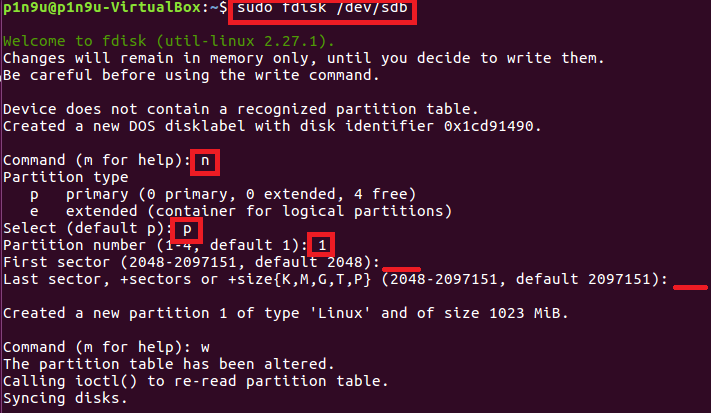 p1n9u@p1n9u-VirtualBox:~$ sudo fdisk /dev/sdb
Welcome to fdisk (util-linux 2.27.1).
Changes will remain in memory only, until you decide to write them.
Be careful before using the write command.
Device does not contain a recognized partition table.
Created a new DOS disklabel with disk identifier 0x1cd91490.
Command (m for help): n
Partition type
p primary (0 primary, 0 extended, 4 free)
e extended (container for logical partitions)
Select (default p): p
Partition number (1-4, default 1): 1
First sector (2048-2097151, default 2048):
Last sector, +sectors or +size{K,M,G,T,P} (2048-2097151, default 2097151):
Created a new partition 1 of type 'Linux' and of size 1023 MiB.
Command (m for help): w
The partition table has been altered.
Calling ioctl() to re-read partition table.
Syncing disks.